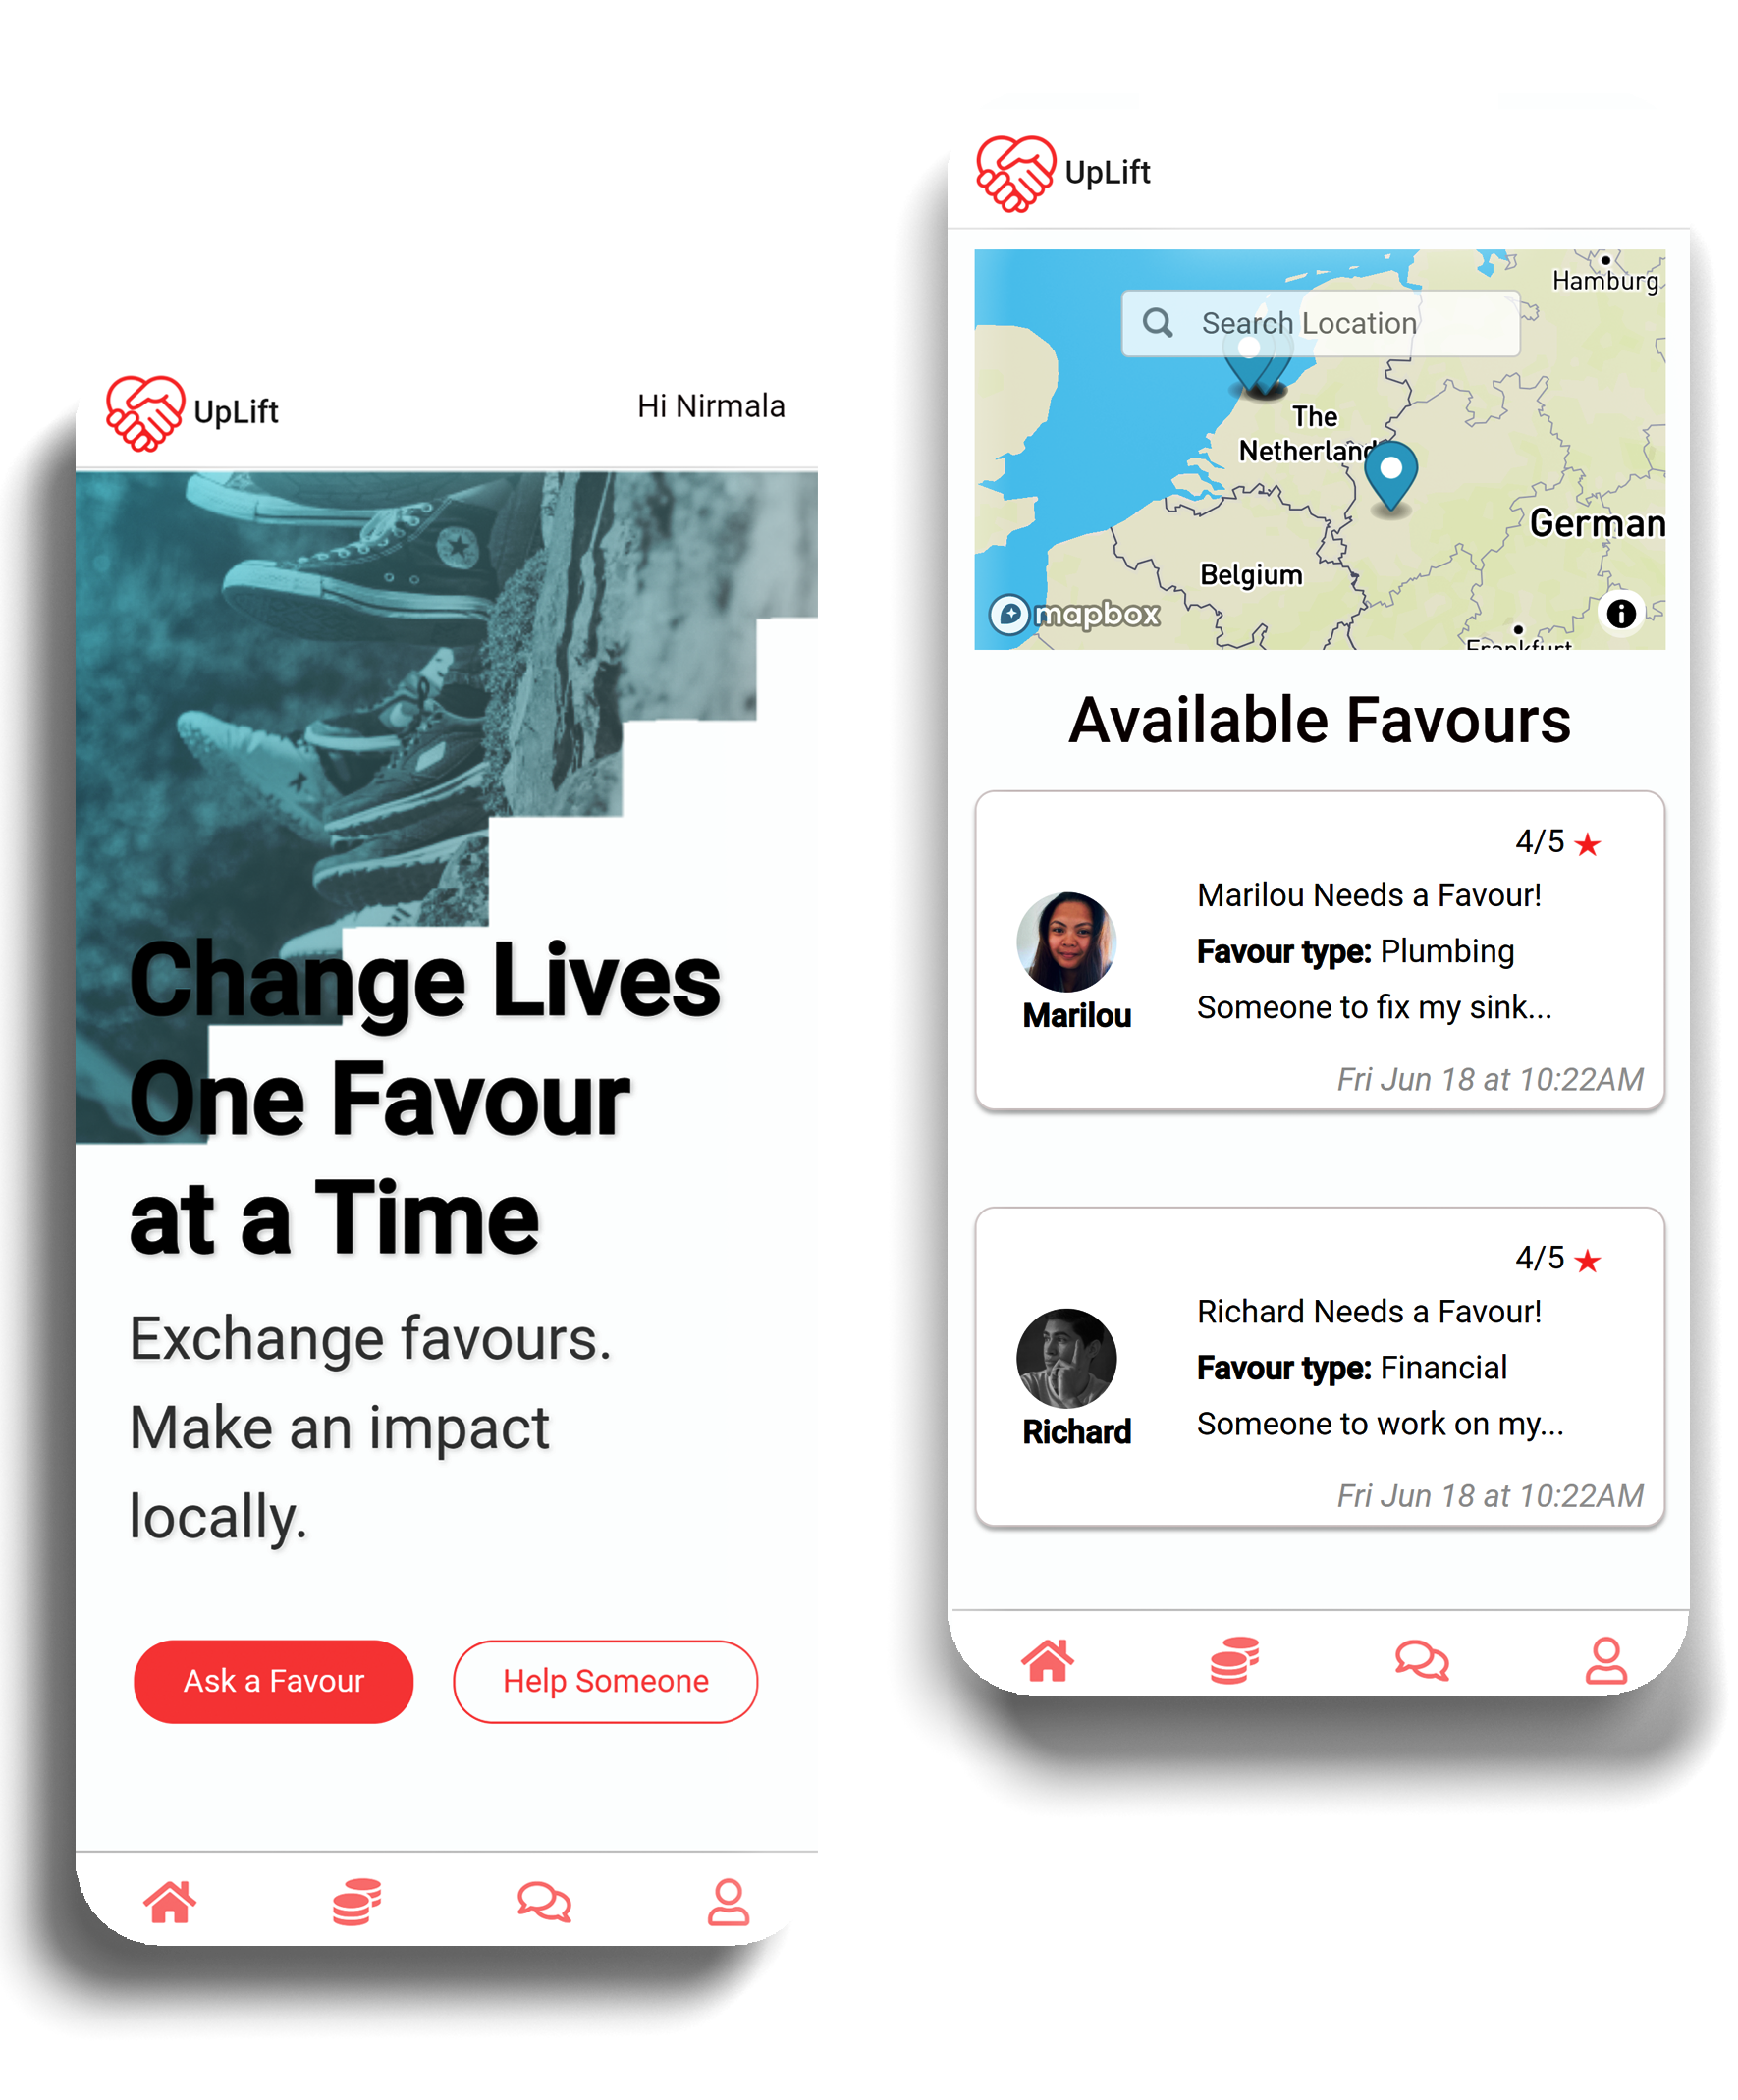 UpLift
Hi Nirmala
Change Lives
One Favour
at a Time
Exchange favours.
Make an impact
locally.
Ask a Favour
Help Someone
UpLift
Hamburg
Search Location
The
Netherland
German
Belgium
mapbox
Frankfurt
Available Favours
4/5 ★
Marilou Needs a Favour!
Favour type: Plumbing
Someone to fix my sink...
Marilou
Fri Jun 18 at 10:22AM
4/5 ★
Richard Needs a Favour!
Favour type: Financial
Someone to work on my...
Richard
Fri Jun 18 at 10:22AM